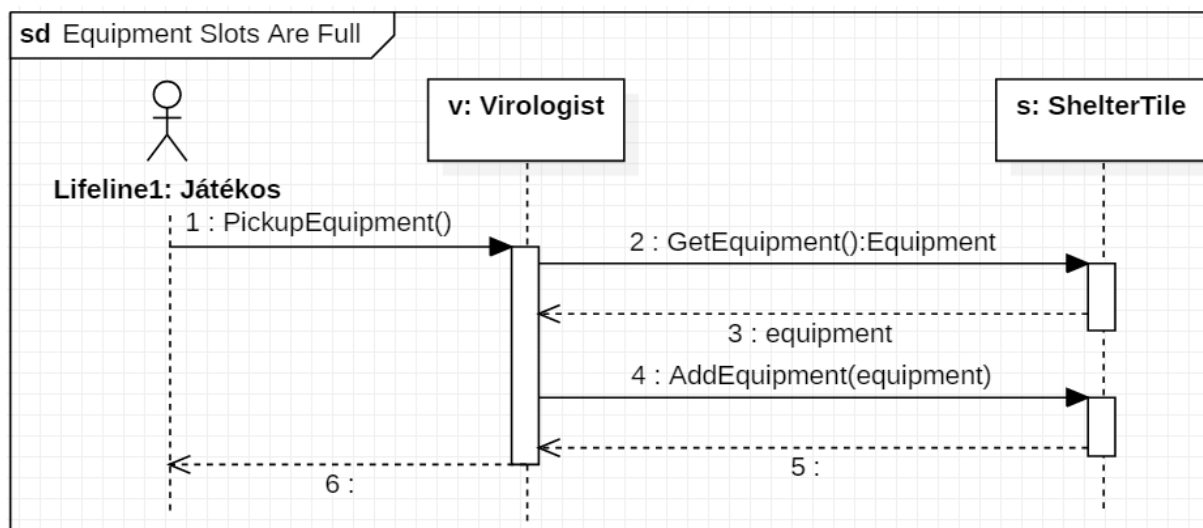 sd Equipment Slots Are Full
v: Virologist
s: ShelterTile
Lifeline1: Játékos
1 : PickupEquipment()
2 : GetEquipment():Equipment
3 : equipment
4 : AddEquipment(equipment)
5 :
6 :